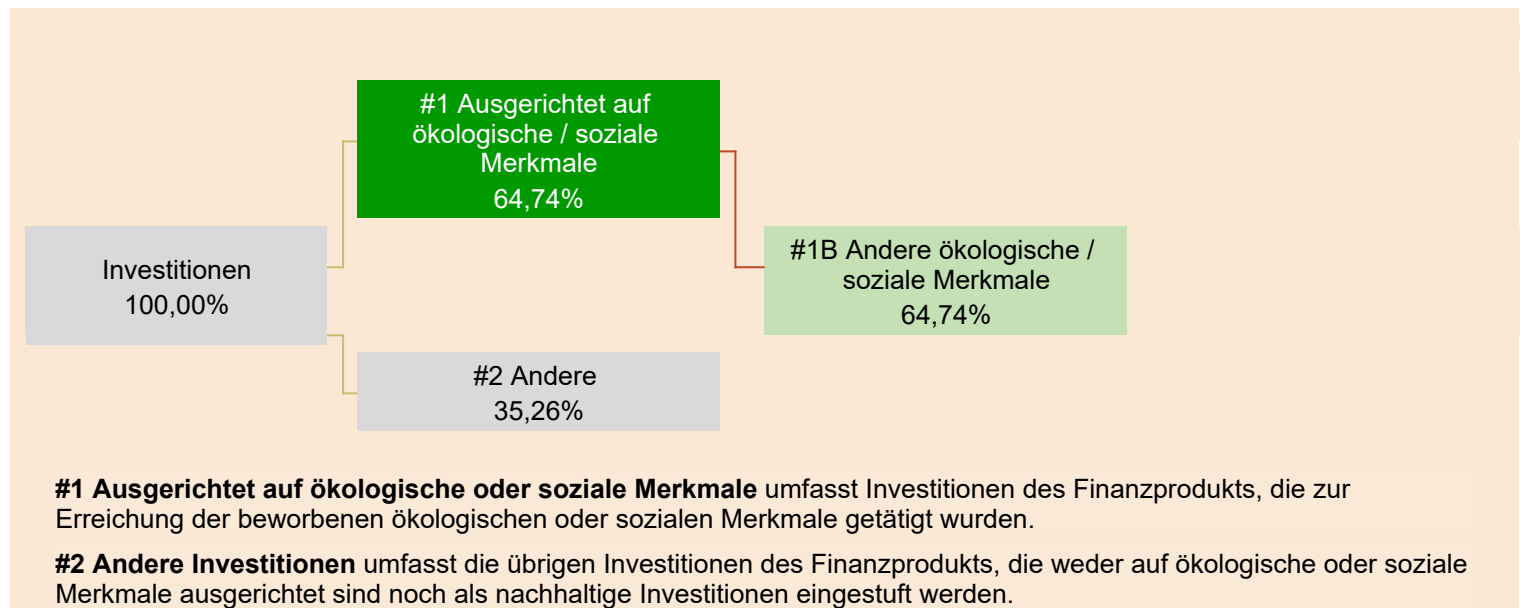 #1 Ausgerichtet auf
ökologische / soziale
Merkmale
64,74%
Investitionen
100,00%
#1B Andere ökologische /
soziale Merkmale
64,74%
#2 Andere
35,26%
#1 Ausgerichtet auf ökologische oder soziale Merkmale umfasst Investitionen des Finanzprodukts, die zur
Erreichung der beworbenen ökologischen oder sozialen Merkmale getätigt wurden.
#2 Andere Investitionen umfasst die übrigen Investitionen des Finanzprodukts, die weder auf ökologische oder soziale
Merkmale ausgerichtet sind noch als nachhaltige Investitionen eingestuft werden.